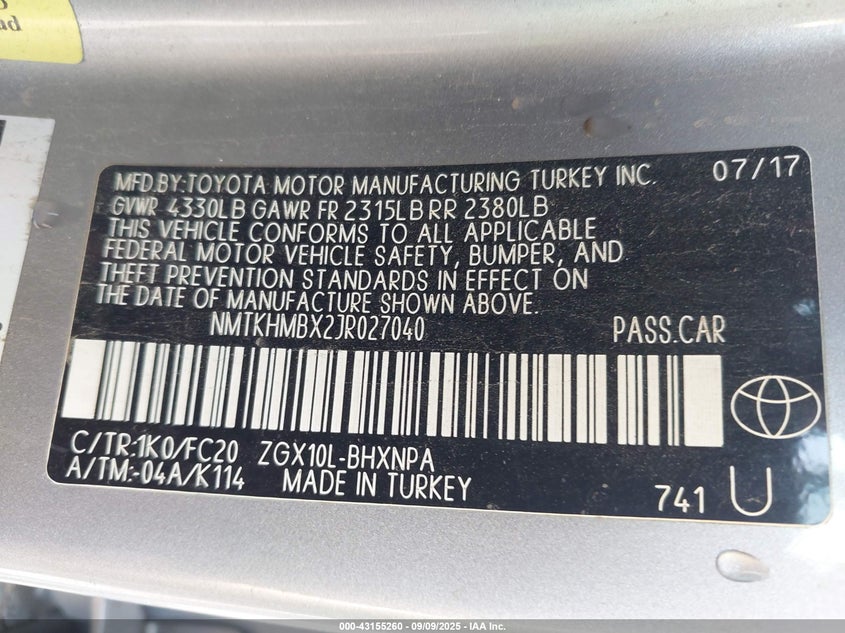 ad
MFD.BY:TOYOTA MOTOR MANUFACTURING TURKEY INC. 07/17
GVWR 4330LB GAWR FR 2315LB RR 2380LB
THIS VEHICLE CONFORMS TO ALL APPLICABLE
FEDERAL MOTOR VEHICLE SAFETY, BUMPER, AND
THEFT PREVENTION STANDARDS IN EFFECT ON
THE DATE OF MANUFACTURE SHOWN ABOVE.
NMTKHMBX2JR027040 PASS.CAR
C/TR:1K0/FC20 ZGX10L-BHXNPA
A/TM:-04A/K114 MADE IN TURKEY
741 U
000-43155260 - 09/09/2025 - IAA Inc.